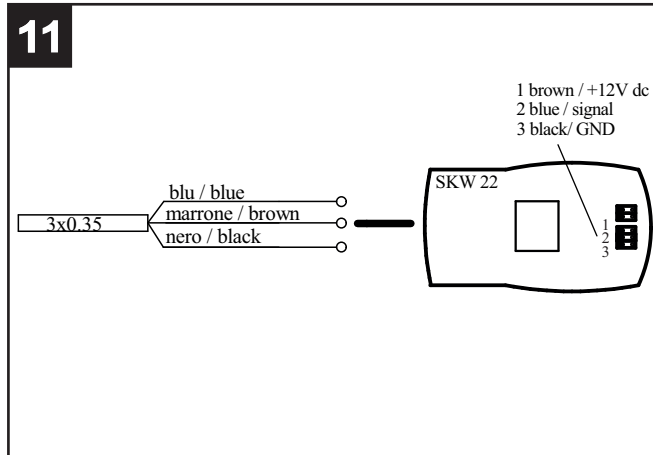 11
1 brown / +12V dc
2 blue / signal
3 black/ GND
SKW 22
blu / blue
marrone / brown
nero / black
3x0.35
1
2
3